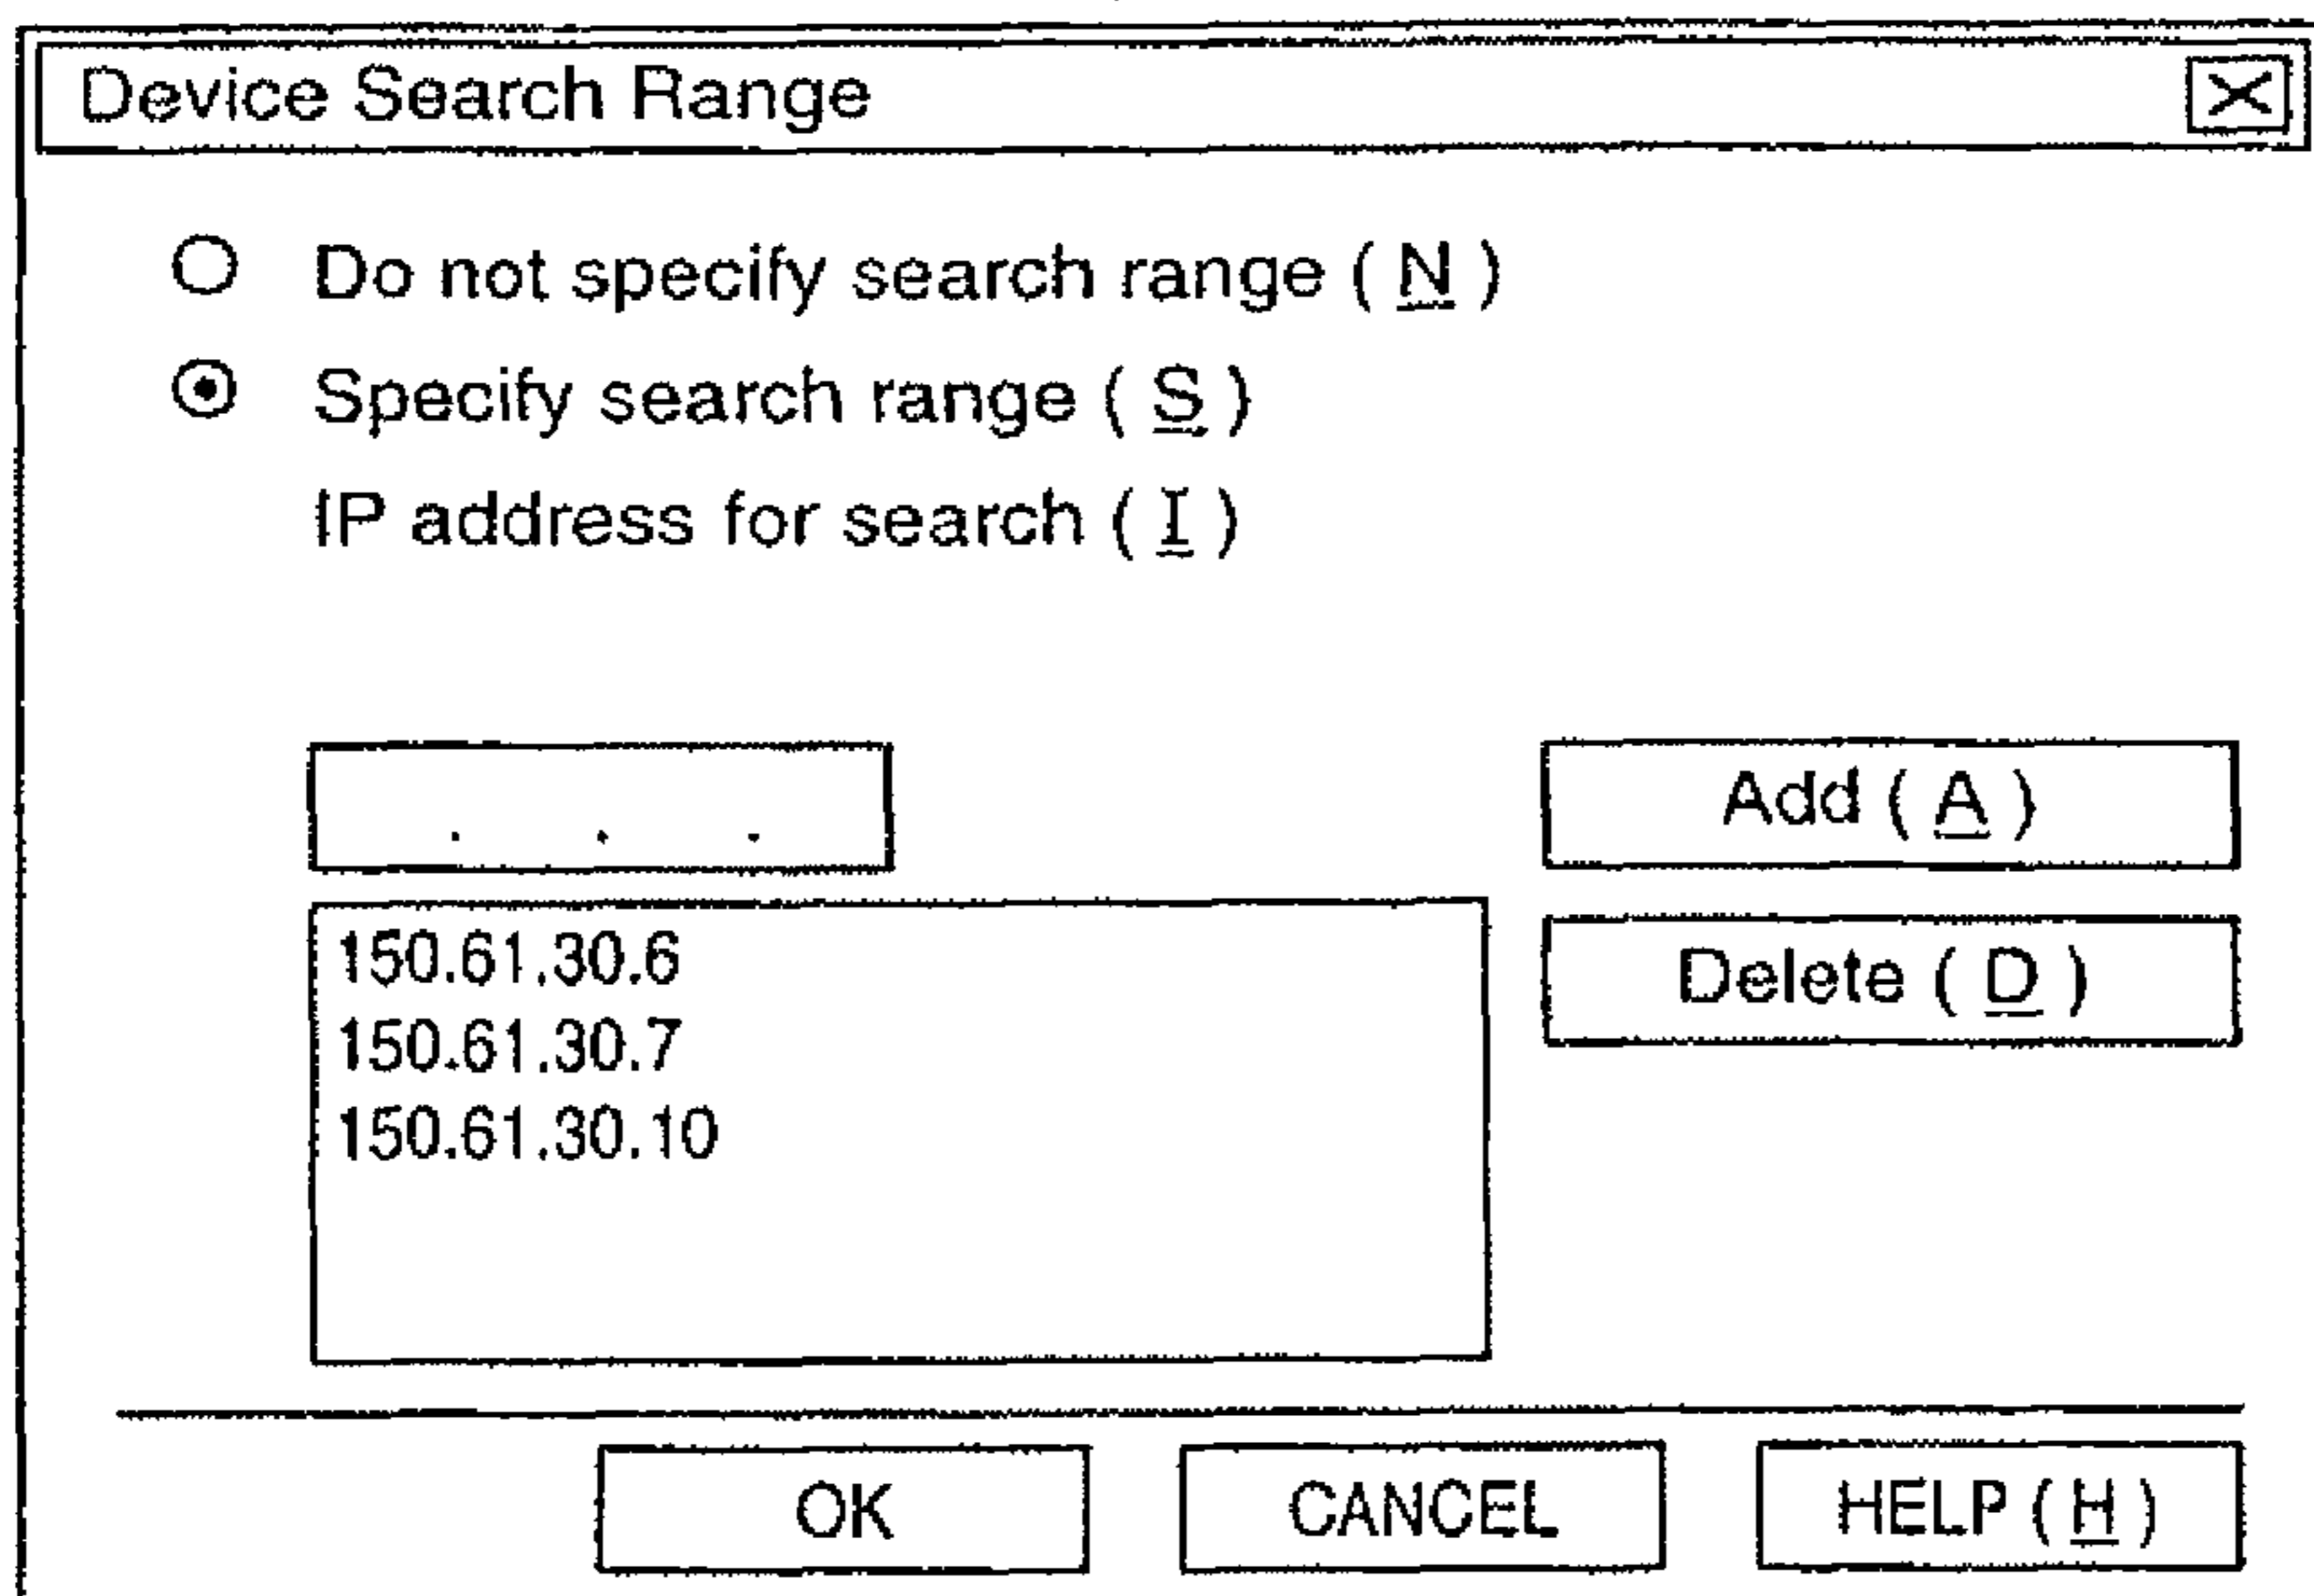 Device Search Range
Do not specify search range ( N )
Specify search range ( S )
IP address for search ( I )
. . .
Add ( A )
150.61.30.6
150.61.30.7
150.61.30.10
Delete ( D )
OK
CANCEL
HELP ( H )